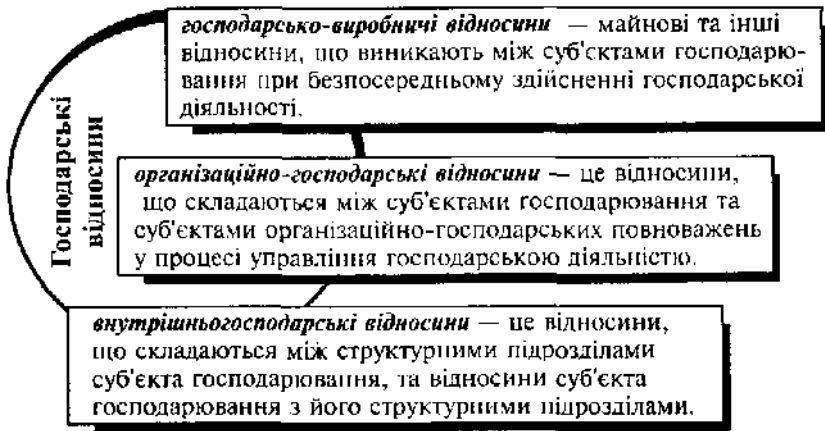 Господарські
відносини
господарсько-виробничі відносини — майнові та інші
відносини, що виникають між суб'єктами господарю-
вання при безпосередньому здійсненні господарської
діяльності.
організаційно-господарські відносини — це відносини,
що складаються між суб'єктами господарювання та
суб'єктами організаційно-господарських повноважень
у процесі управління господарською діяльністю.
внутрішньогосподарські відносини — це відносини,
що складаються між структурними підрозділами
суб'єкта господарювання, та відносини суб'єкта
господарювання з його структурними підрозділами.